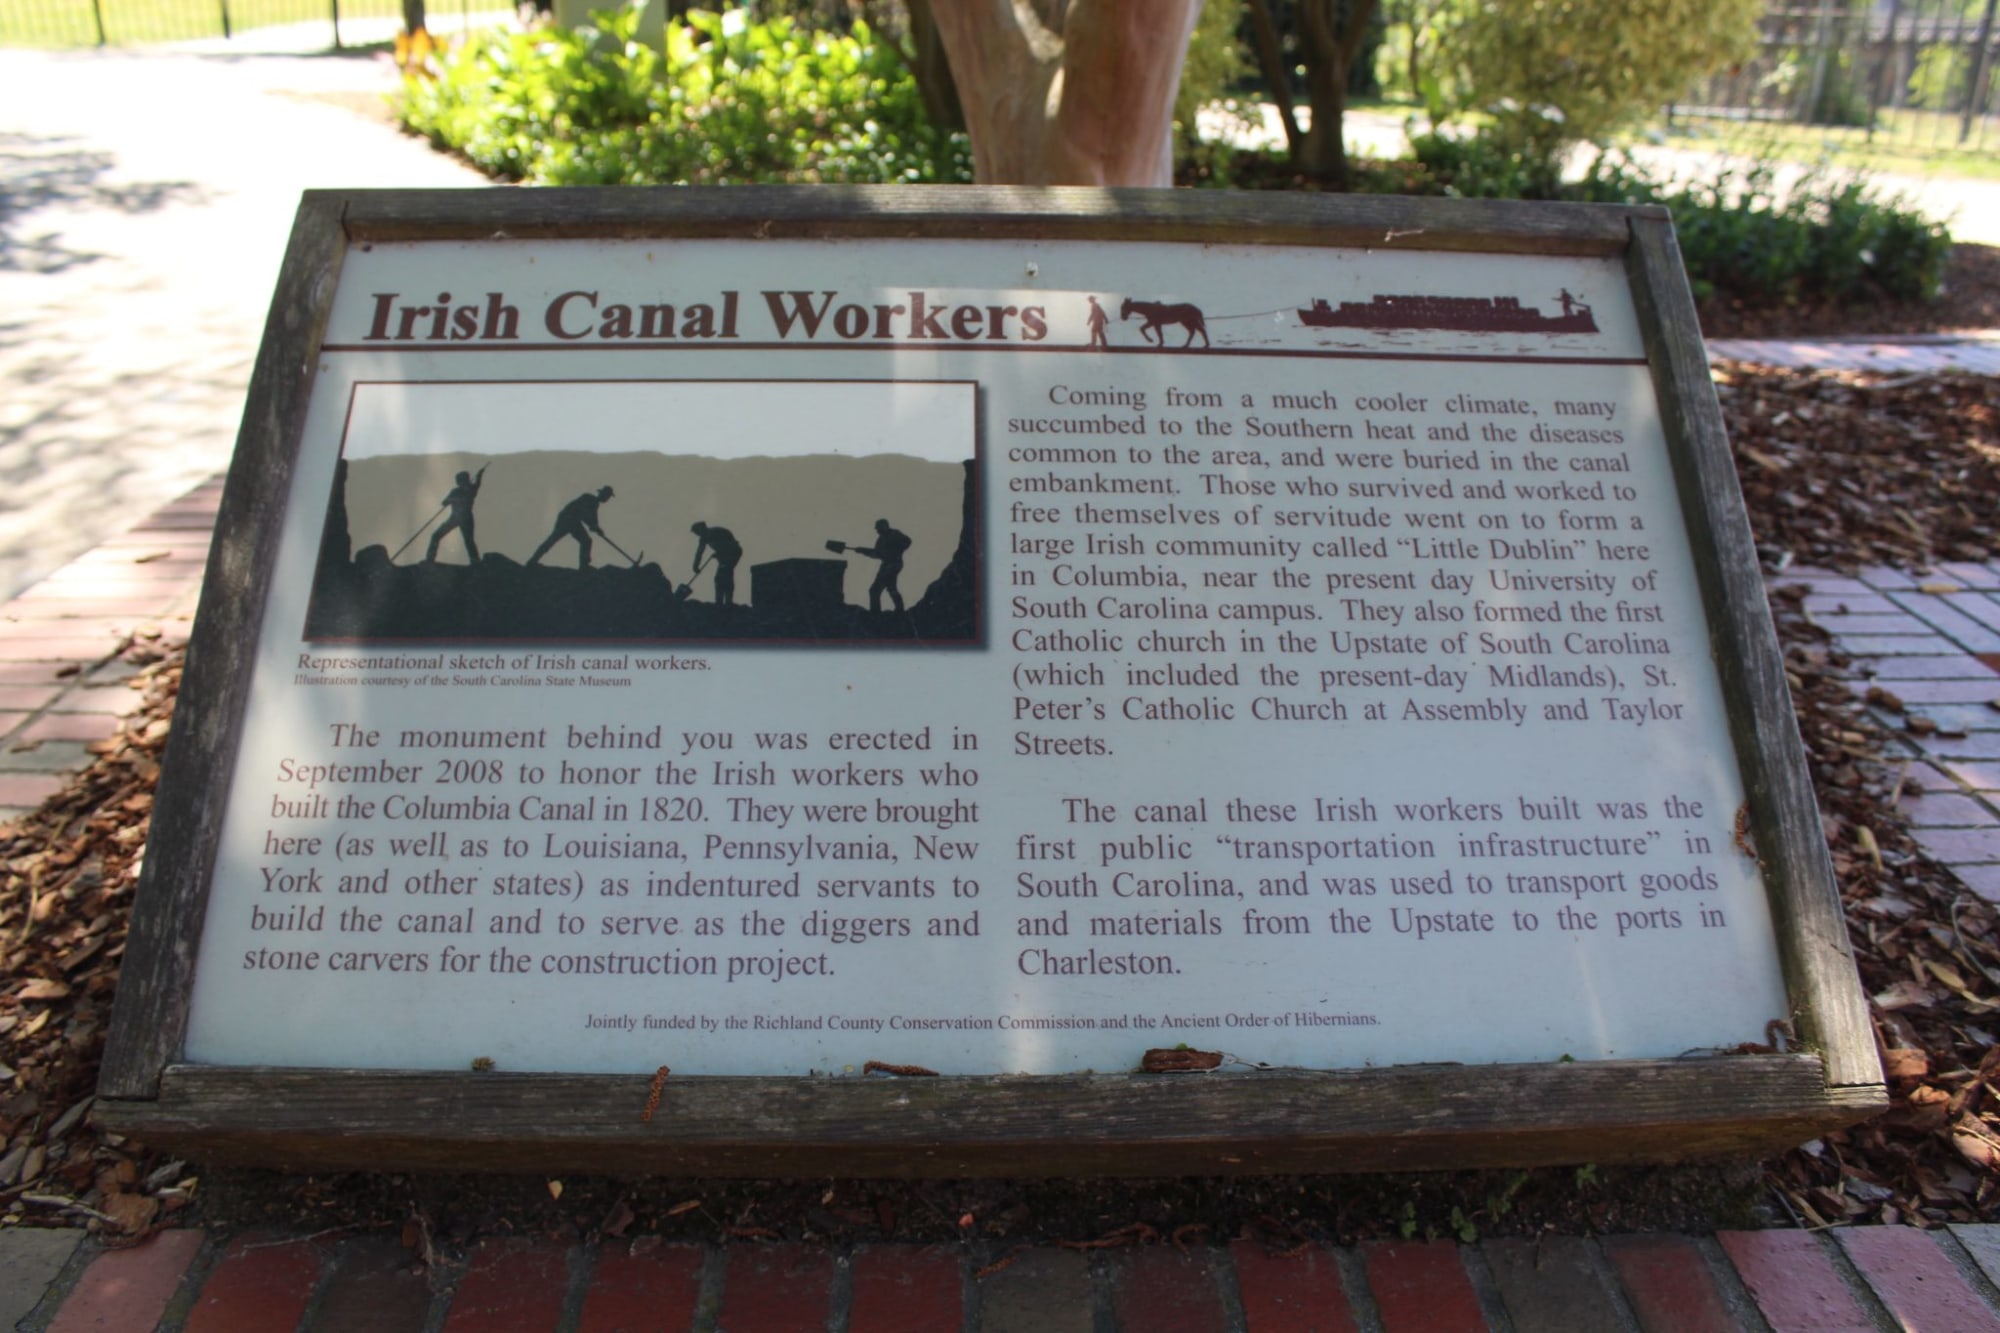 Irish Canal Workers
Representational sketch of Irish canal workers.
Illustration courtesy of the South Carolina State Museum
The monument behind you was erected in
September 2008 to honor the Irish workers who
built the Columbia Canal in 1820. They were brought
here (as well as to Louisiana, Pennsylvania, New
York and other states) as indentured servants to
build the canal and to serve as the diggers and
stone carvers for the construction project.
Coming from a much cooler climate, many
succumbed to the Southern heat and the diseases
common to the area, and were buried in the canal
embankment. Those who survived and worked to
free themselves of servitude went on to form a
large Irish community called “Little Dublin” here
in Columbia, near the present day University of
South Carolina campus. They also formed the first
Catholic church in the Upstate of South Carolina
(which included the present-day Midlands), St.
Peter’s Catholic Church at Assembly and Taylor
Streets.
The canal these Irish workers built was the
first public “transportation infrastructure” in
South Carolina, and was used to transport goods
and materials from the Upstate to the ports in
Charleston.
Jointly funded by the Richland County Conservation Commission and the Ancient Order of Hibernians.